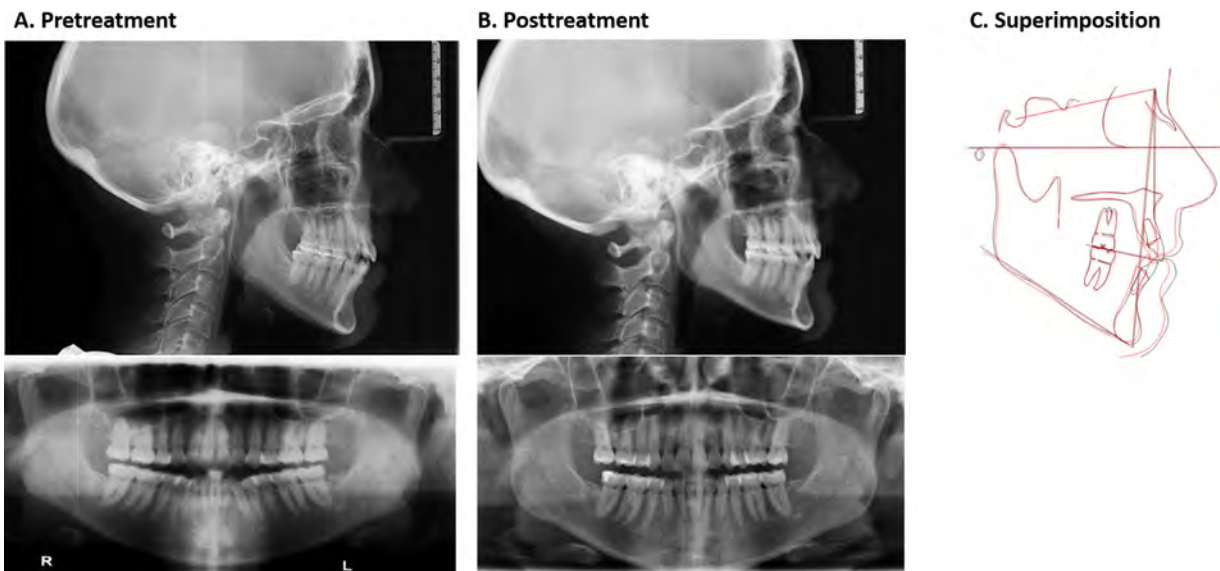 A. Pretreatment
B. Posttreatment
C. Superimposition
R
L